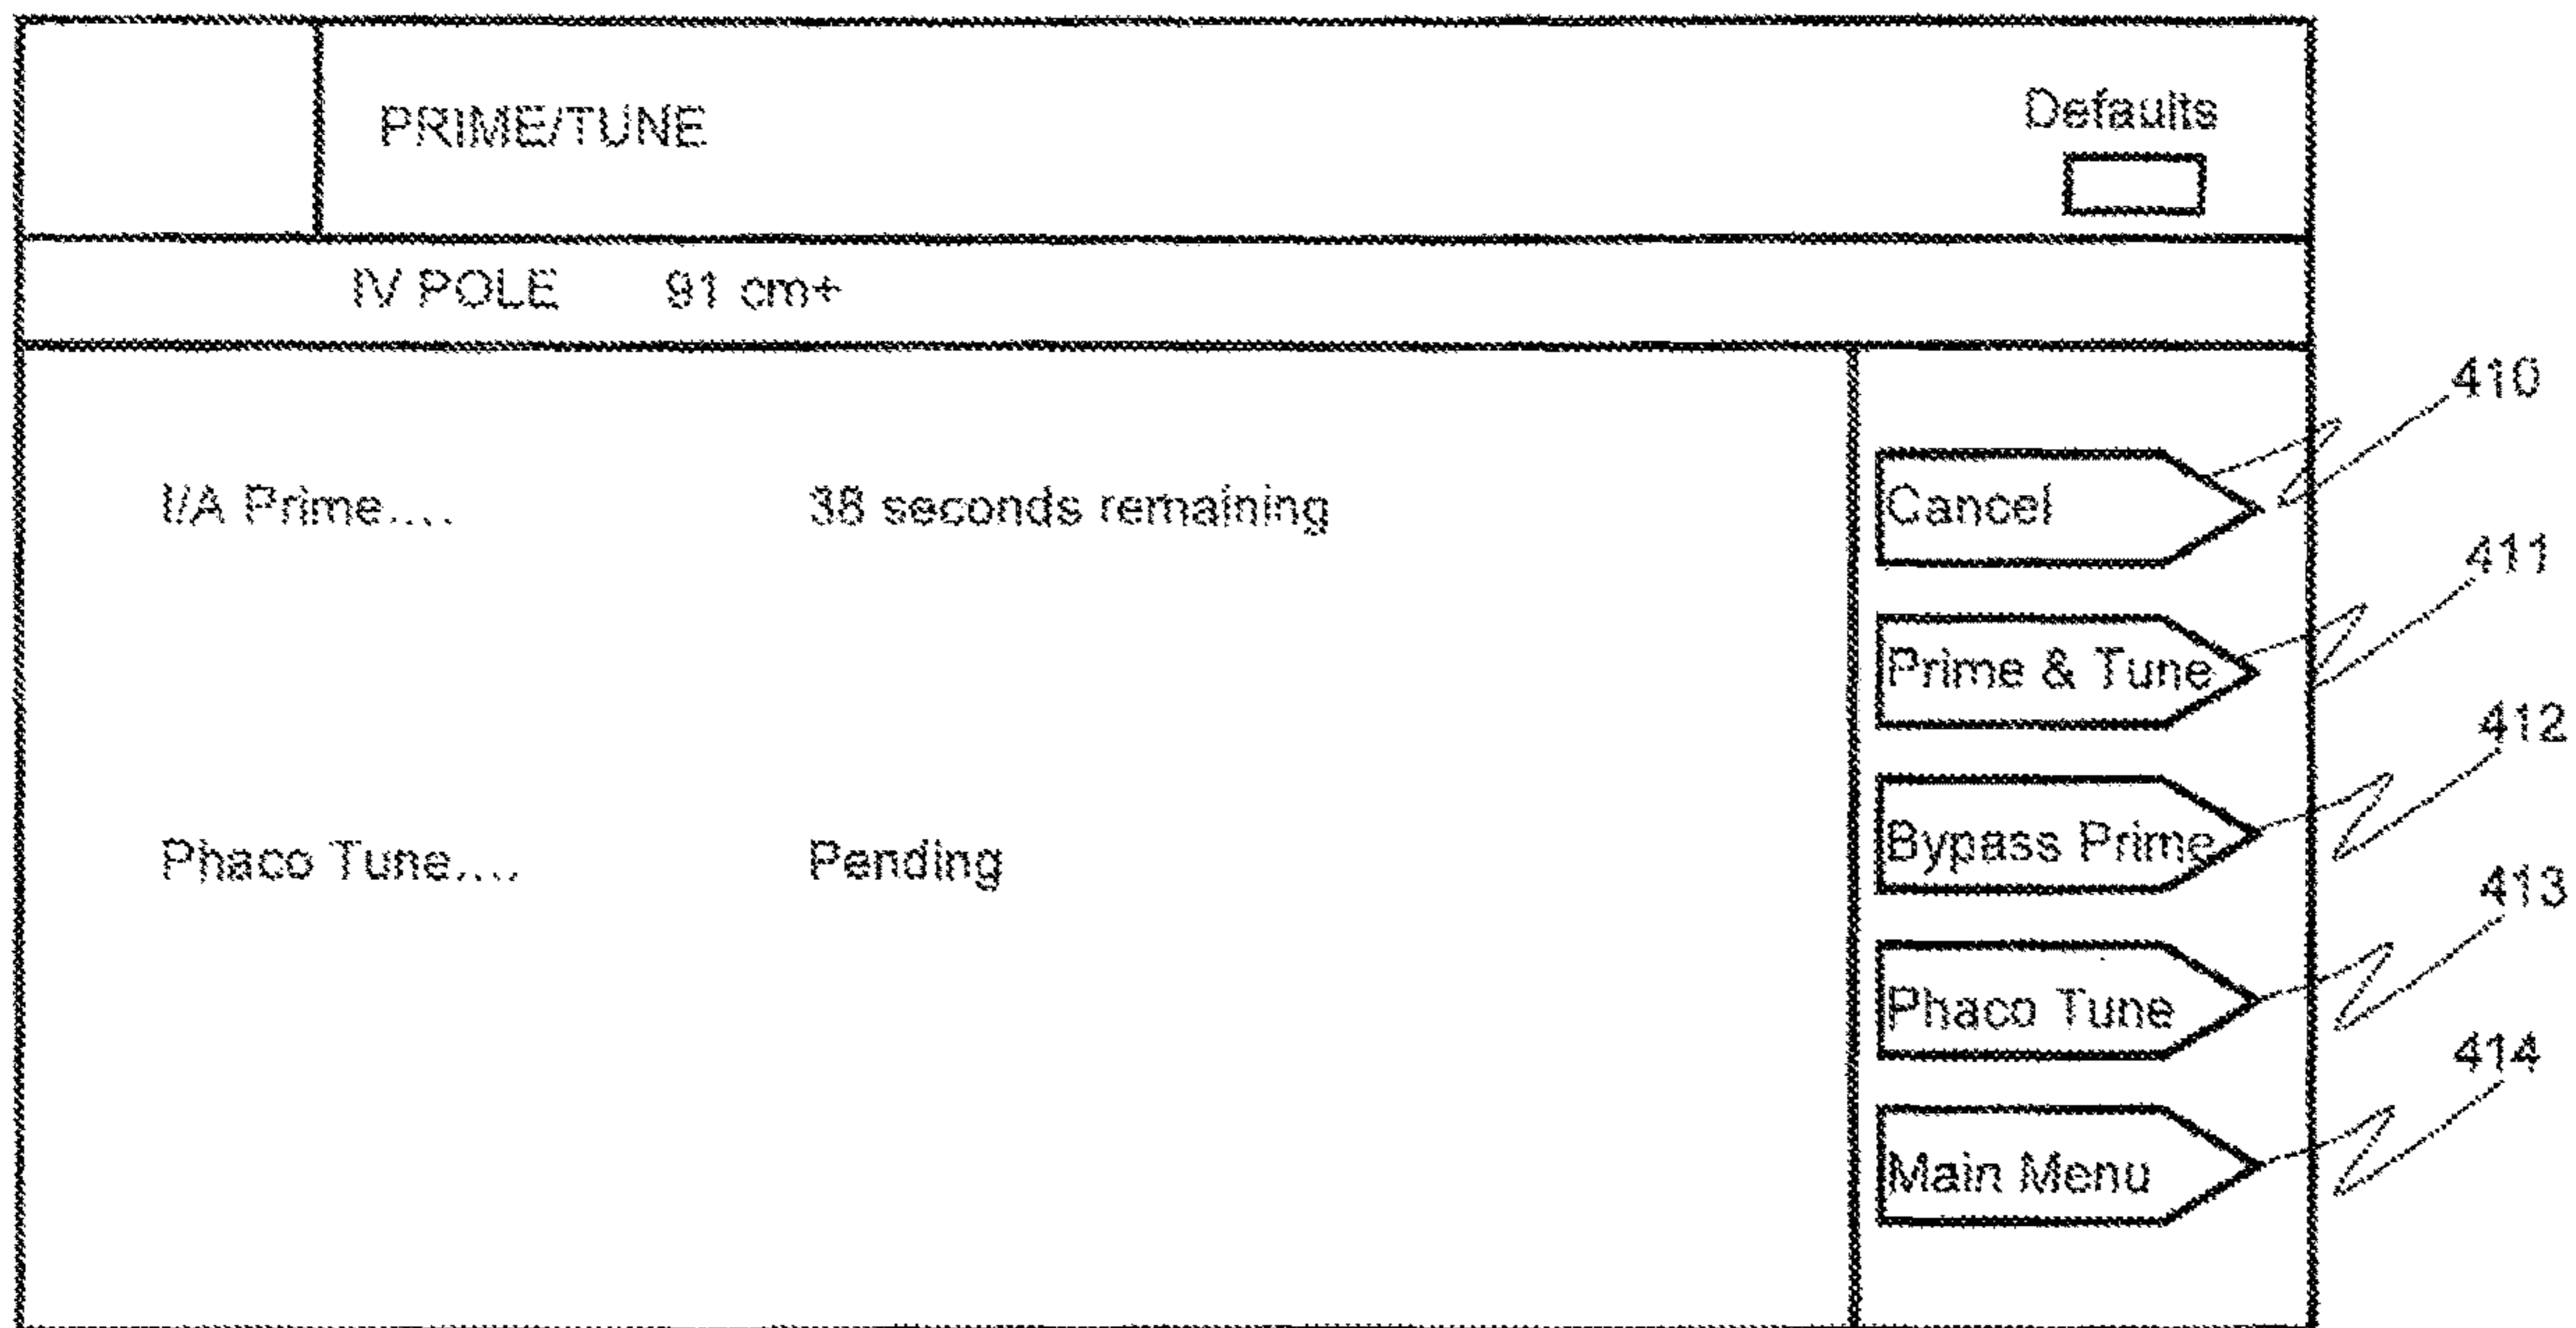 PRIME/TUNE
Defaults
IV POLE 91 cm+
I/A Prime.... 38 seconds remaining
Phaco Tune.... Pending
Cancel
Prime & Tune
Bypass Prime
Phaco Tune
Main Menu
410
411
412
413
414